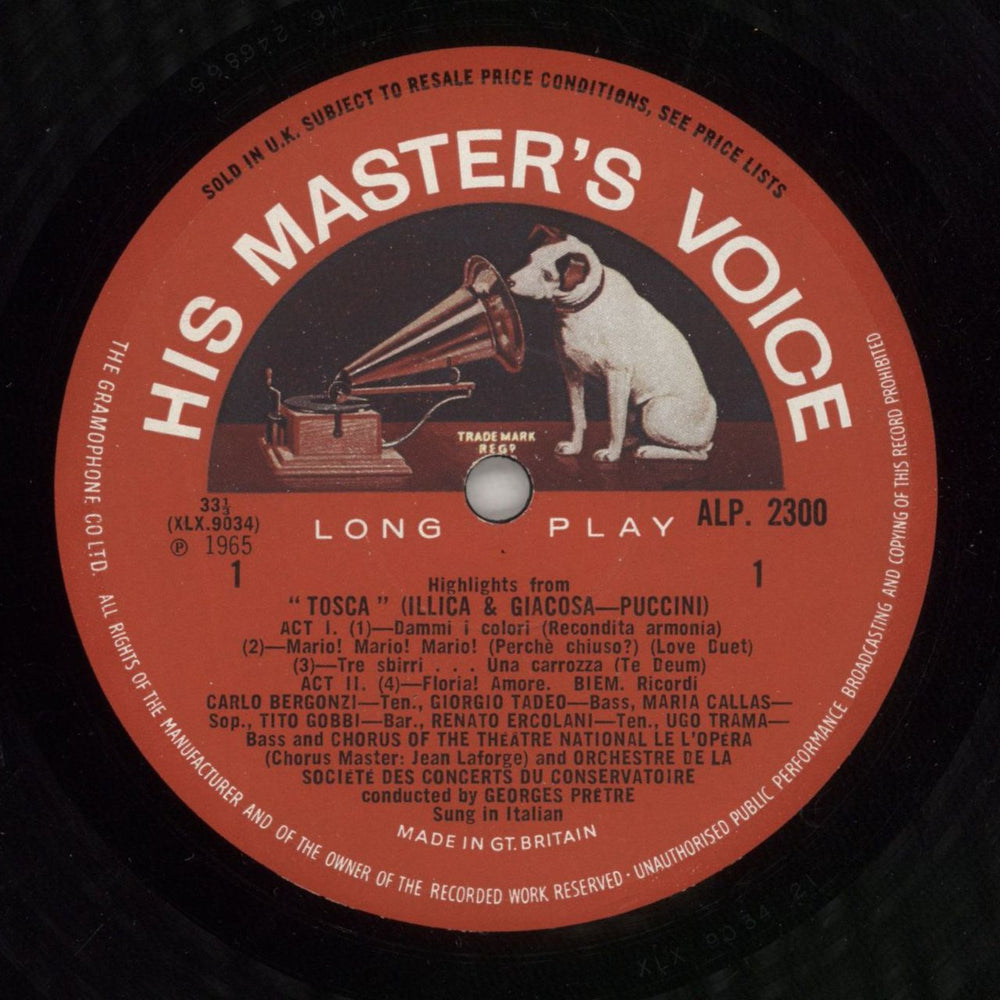 SOLD IN U.K. SUBJECT TO RESALE PRICE CONDITIONS, SEE PRICE LISTS
HIS MASTER'S VOICE
TRADE MARK
REGD
33⅓
(XLX.9034)
℗ 1965
1
LONG PLAY
ALP. 2300
1
Highlights from
"TOSCA" (ILLICA & GIACOSA—PUCCINI)
ACT I. (1)—Dammi i colori (Recondita armonia)
(2)—Mario! Mario! Mario! (Perchè chiuso?) (Love Duet)
(3)—Tre sbirri . . . Una carrozza (Te Deum)
ACT II. (4)—Floria! Amore. BIEM. Ricordi
CARLO BERGONZI—Ten., GIORGIO TADEO—Bass, MARIA CALLAS—
Sop., TITO GOBBI—Bar., RENATO ERCOLANI—Ten., UGO TRAMA—
Bass and CHORUS OF THE THÉATRE NATIONAL LE L'OPÉRA
(Chorus Master: Jean Laforge) and ORCHESTRE DE LA
SOCIÉTÉ DES CONCERTS DU CONSERVATOIRE
conducted by GEORGES PRÊTRE
Sung in Italian
MADE IN GT. BRITAIN
THE GRAMOPHONE CO LTD. ALL RIGHTS OF THE MANUFACTURER AND OF THE OWNER OF THE RECORDED WORK RESERVED · UNAUTHORISED PUBLIC PERFORMANCE BROADCASTING AND COPYING OF THIS RECORD PROHIBITED